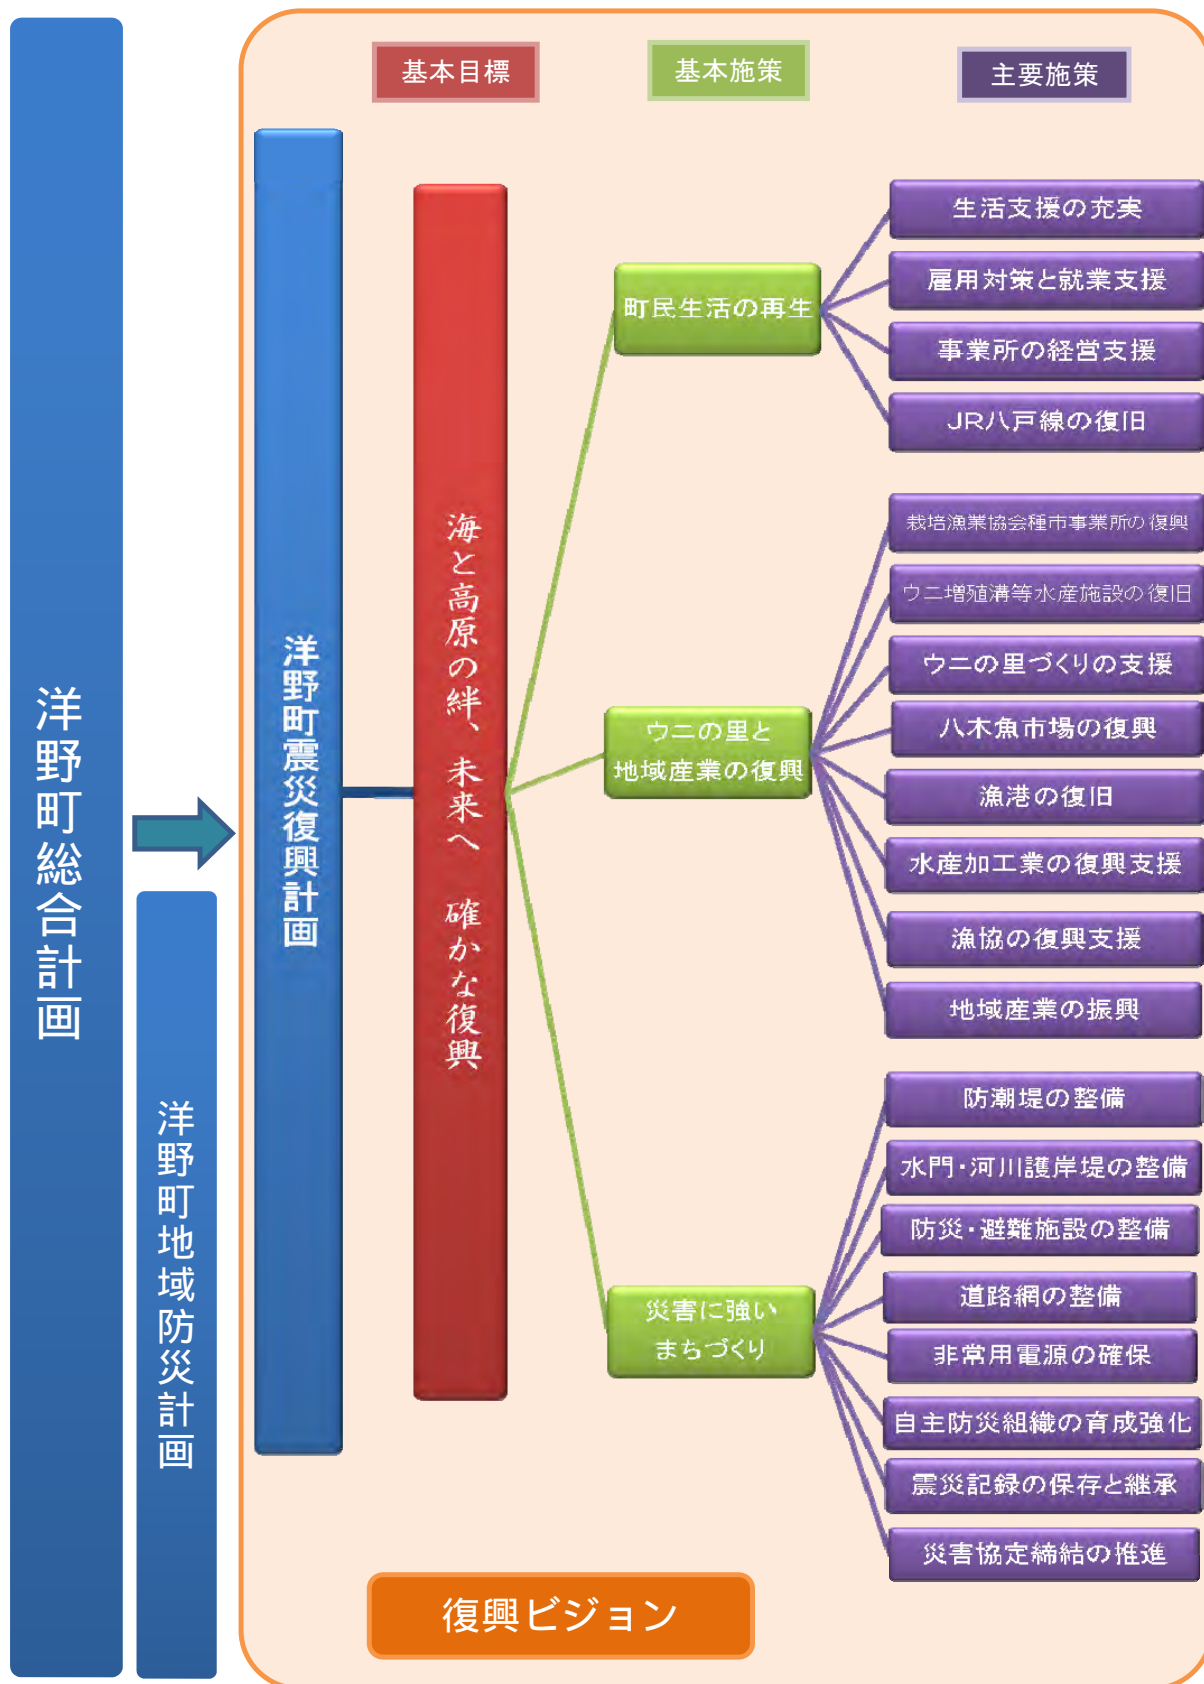 洋野町総合計画
洋野町地域防災計画
基本目標
基本施策
主要施策
洋野町震災復興計画
海と高原の絆、未来へ　確かな復興
町民生活の再生
生活支援の充実
雇用対策と就業支援
事業所の経営支援
JR八戸線の復旧
ウニの里と
地域産業の復興
栽培漁業協会種市事業所の復興
ウニ増殖溝等水産施設の復旧
ウニの里づくりの支援
八木魚市場の復興
漁港の復旧
水産加工業の復興支援
漁協の復興支援
地域産業の振興
災害に強い
まちづくり
防潮堤の整備
水門・河川護岸堤の整備
防災・避難施設の整備
道路網の整備
非常用電源の確保
自主防災組織の育成強化
震災記録の保存と継承
災害協定締結の推進
復興ビジョン